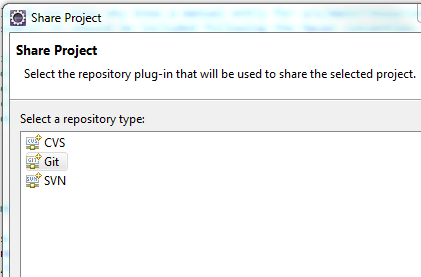 Share Project
Share Project
Select the repository plug-in that will be used to share the selected project.
Select a repository type:
CVS
Git
SVN